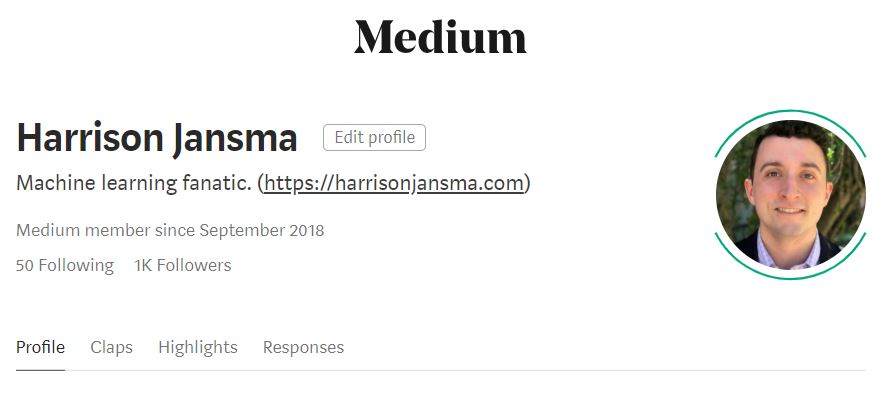 Medium
Harrison Jansma Edit profile
Machine learning fanatic. (https://harrisonjansma.com)
Medium member since September 2018
50 Following 1K Followers
Profile Claps Highlights Responses